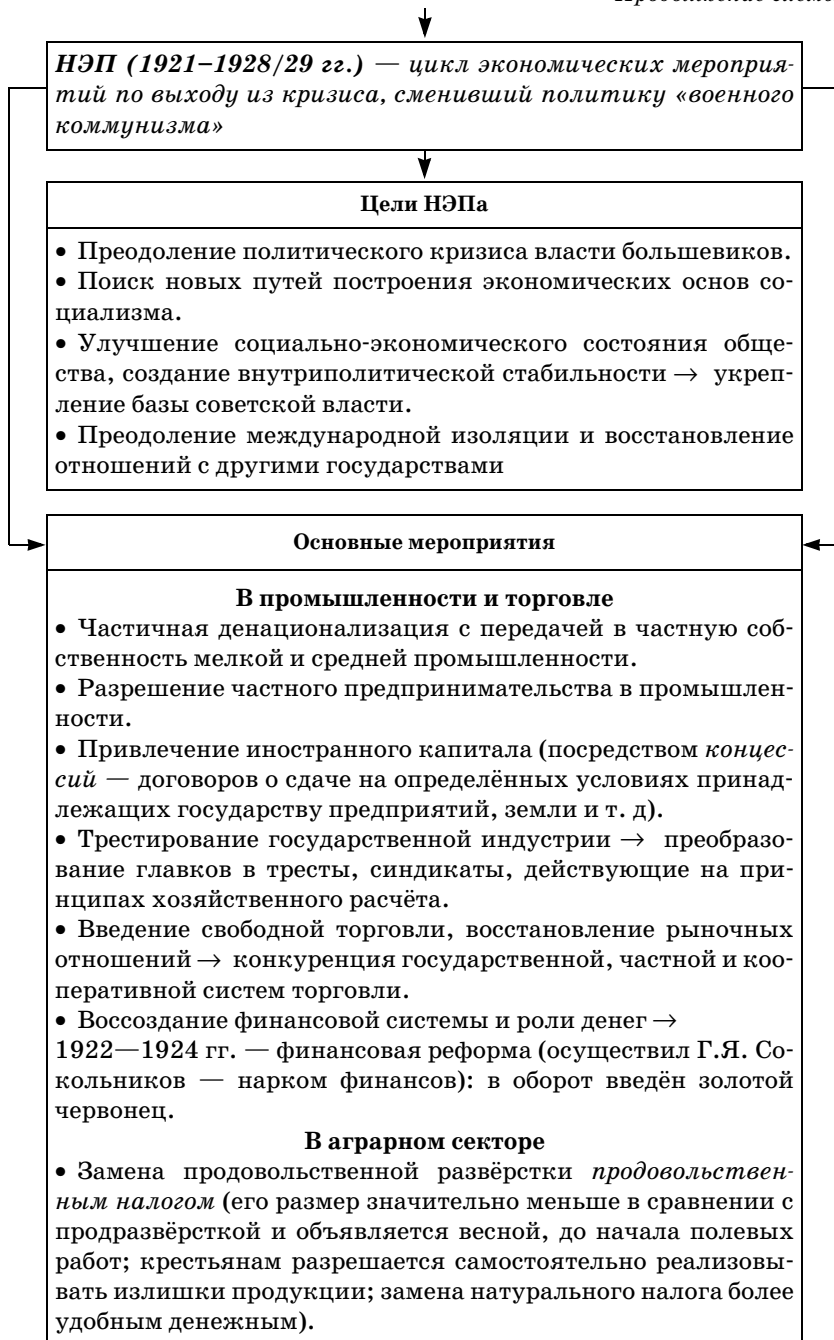 НЭП (1921–1928/29 гг.) — цикл экономических мероприя-
тий по выходу из кризиса, сменивший политику «военного
коммунизма»
Цели НЭПа
• Преодоление политического кризиса власти большевиков.
• Поиск новых путей построения экономических основ со-
циализма.
• Улучшение социально-экономического состояния обще-
ства, создание внутриполитической стабильности → укреп-
ление базы советской власти.
• Преодоление международной изоляции и восстановление
отношений с другими государствами
Основные мероприятия
В промышленности и торговле
• Частичная денационализация с передачей в частную соб-
ственность мелкой и средней промышленности.
• Разрешение частного предпринимательства в промышлен-
ности.
• Привлечение иностранного капитала (посредством концес-
сий — договоров о сдаче на определённых условиях принад-
лежащих государству предприятий, земли и т. д).
• Трестирование государственной индустрии → преобразо-
вание главков в тресты, синдикаты, действующие на при-
нципах хозяйственного расчёта.
• Введение свободной торговли, восстановление рыночных
отношений → конкуренция государственной, частной и коо-
перативной систем торговли.
• Воссоздание финансовой системы и роли денег →
1922—1924 гг. — финансовая реформа (осуществил Г.Я. Со-
кольников — нарком финансов): в оборот введён золотой
червонец.
В аграрном секторе
• Замена продовольственной развёрстки продовольствен-
ным налогом (его размер значительно меньше в сравнении с
продразвёрсткой и объявляется весной, до начала полевых
работ; крестьянам разрешается самостоятельно реализовы-
вать излишки продукции; замена натурального налога более
удобным денежным).